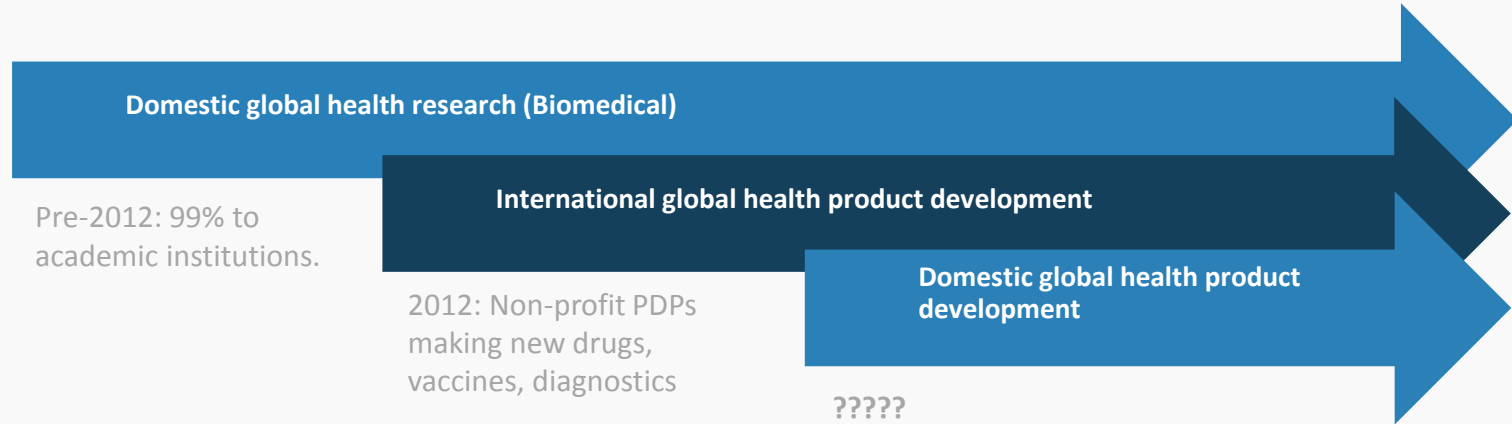 Domestic global health research (Biomedical)
Pre-2012: 99% to
academic institutions.
International global health product development
2012: Non-profit PDPs
making new drugs,
vaccines, diagnostics
Domestic global health product
development
?????